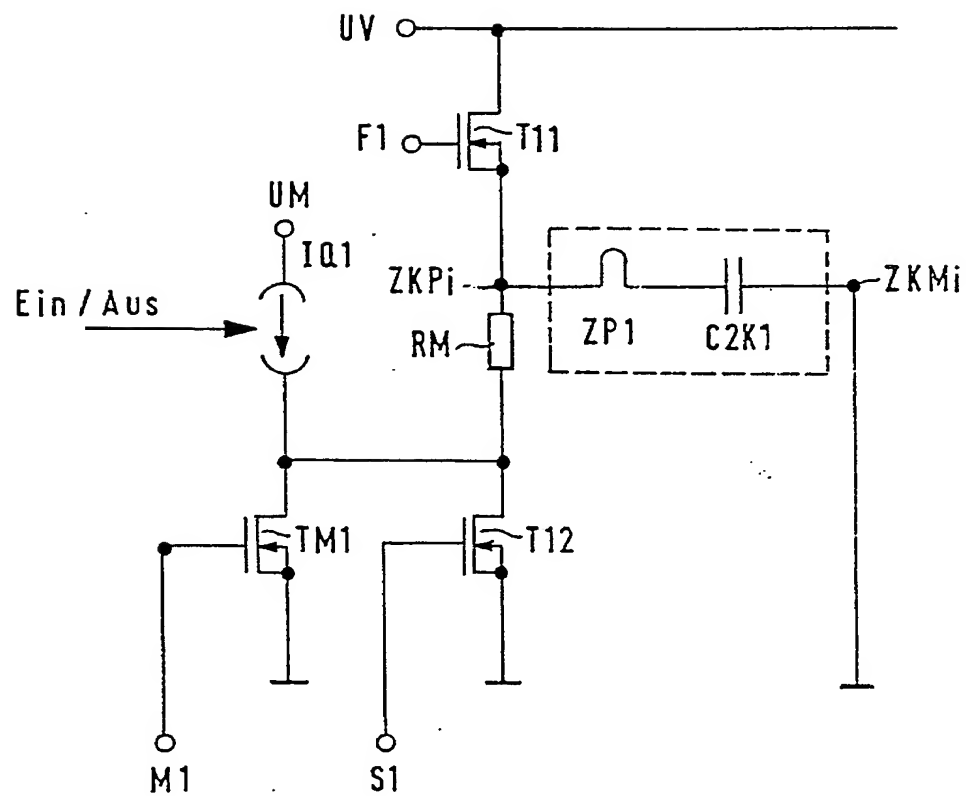 UV
F1
T11
UM
IQ1
Ein / Aus
ZKPi
ZKMi
RM
ZP1
C2K1
TM1
T12
M1
S1